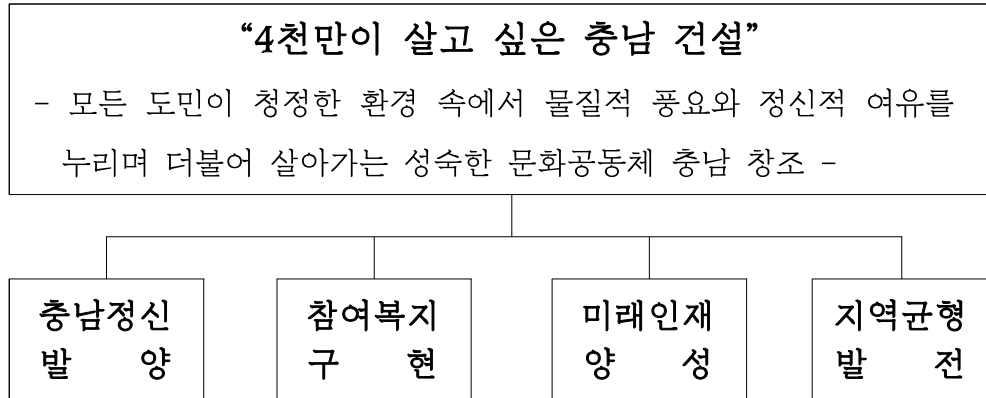 “4천만이 살고 싶은 충남 건설”
- 모든 도민이 청정한 환경 속에서 물질적 풍요와 정신적 여유를
누리며 더불어 살아가는 성숙한 문화공동체 충남 창조 -
충남정신
발 양
참여복지
구 현
미래인재
양 성
지역균형
발 전